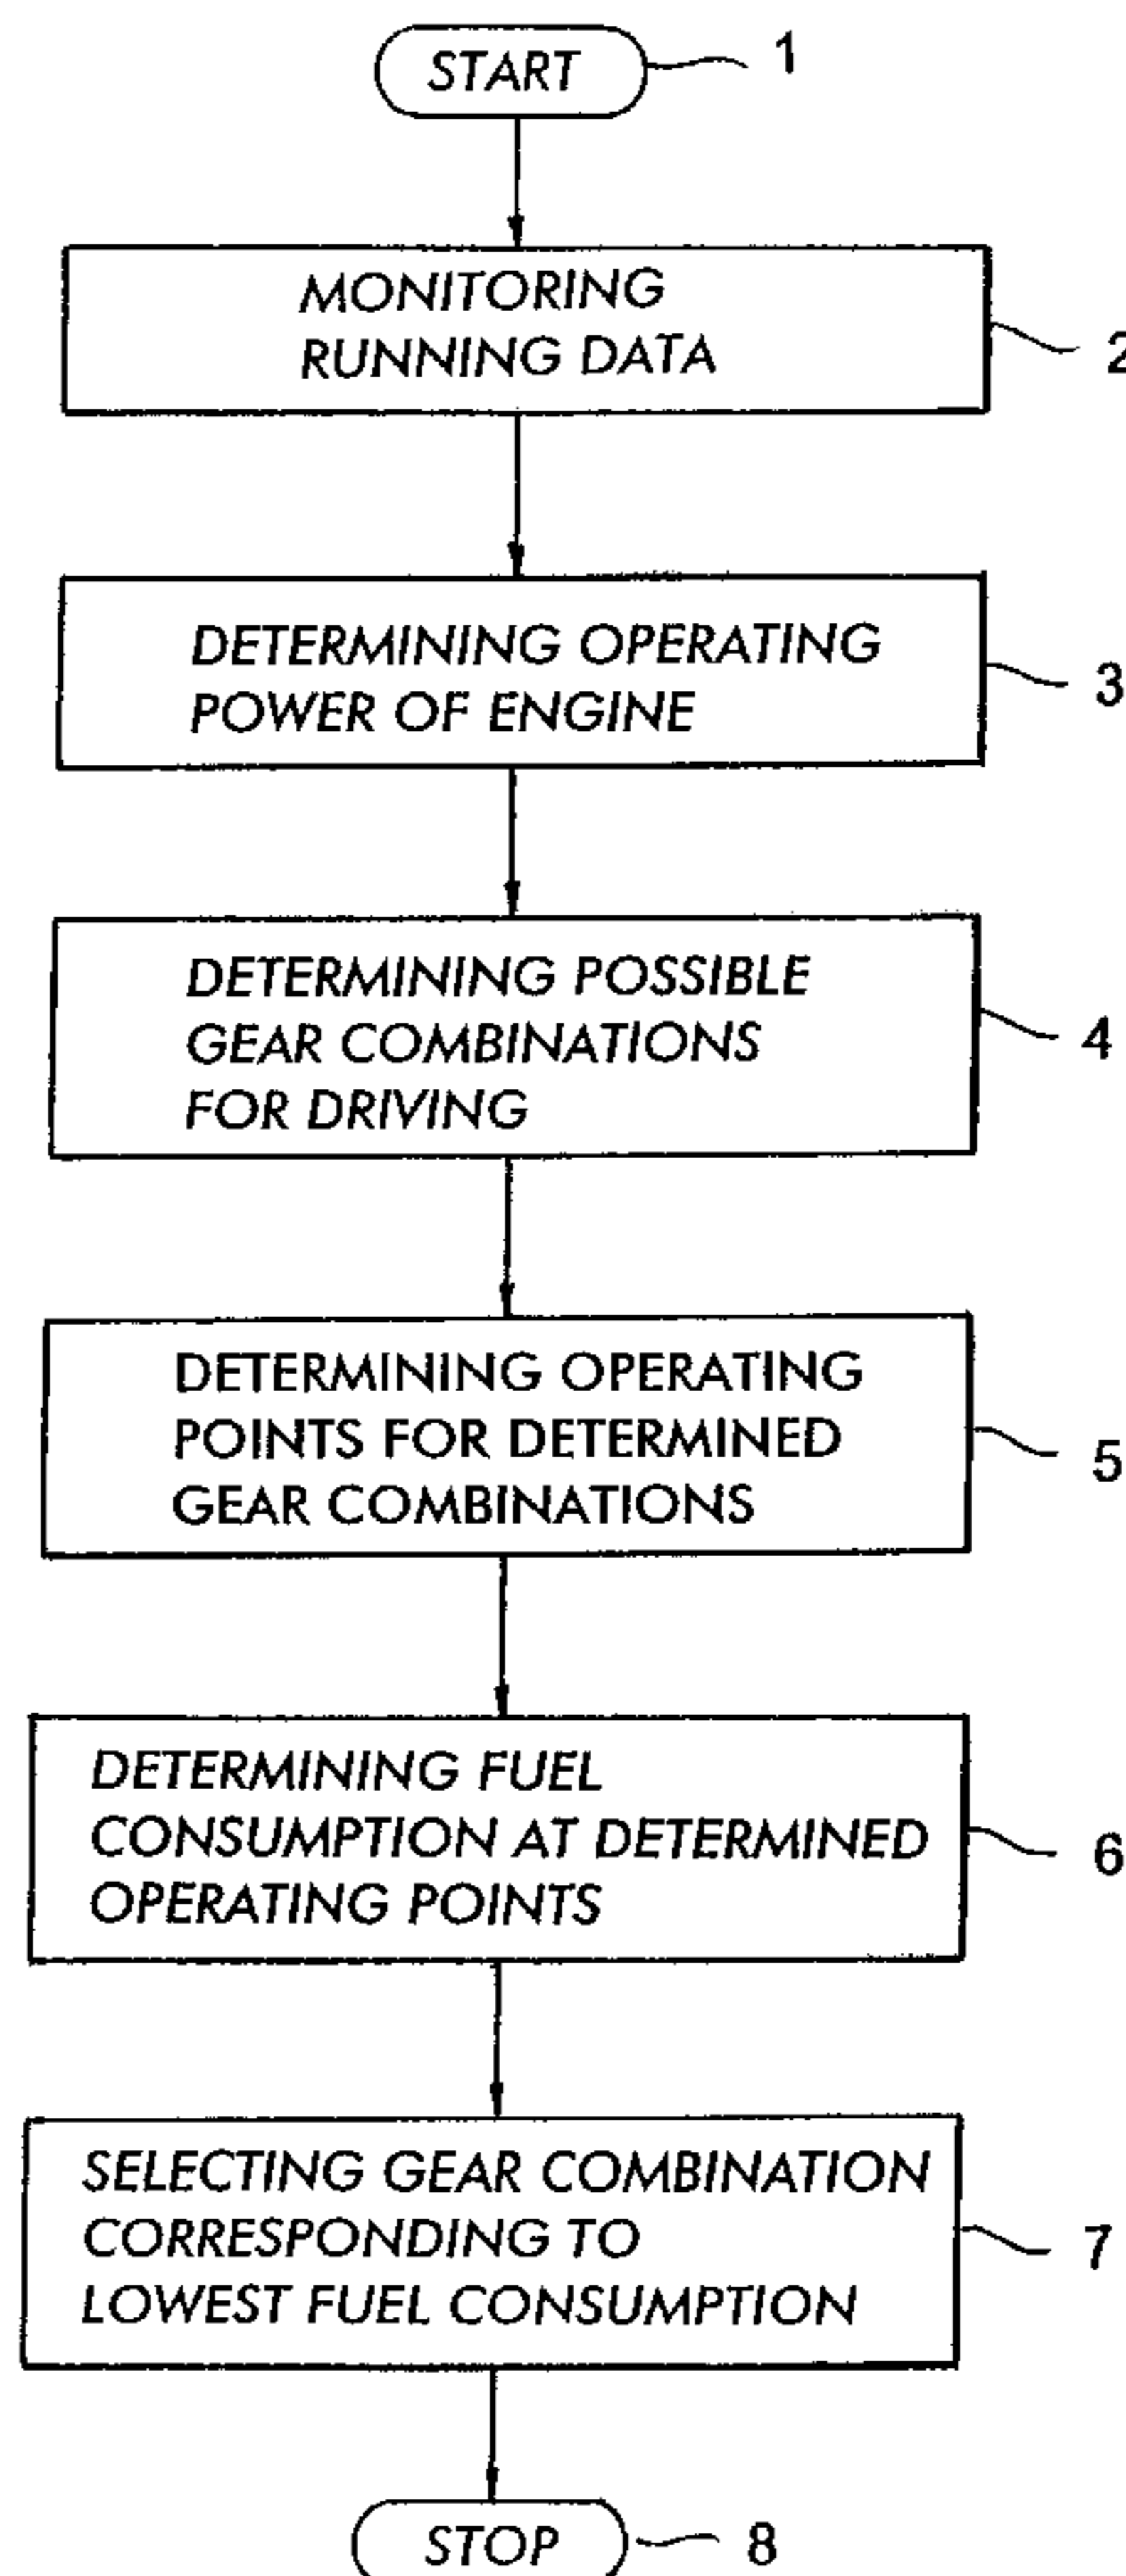 START
1
MONITORING
RUNNING DATA
2
DETERMINING OPERATING
POWER OF ENGINE
3
DETERMINING POSSIBLE
GEAR COMBINATIONS
FOR DRIVING
4
DETERMINING OPERATING
POINTS FOR DETERMINED
GEAR COMBINATIONS
5
DETERMINING FUEL
CONSUMPTION AT DETERMINED
OPERATING POINTS
6
SELECTING GEAR COMBINATION
CORRESPONDING TO
LOWEST FUEL CONSUMPTION
7
STOP
8